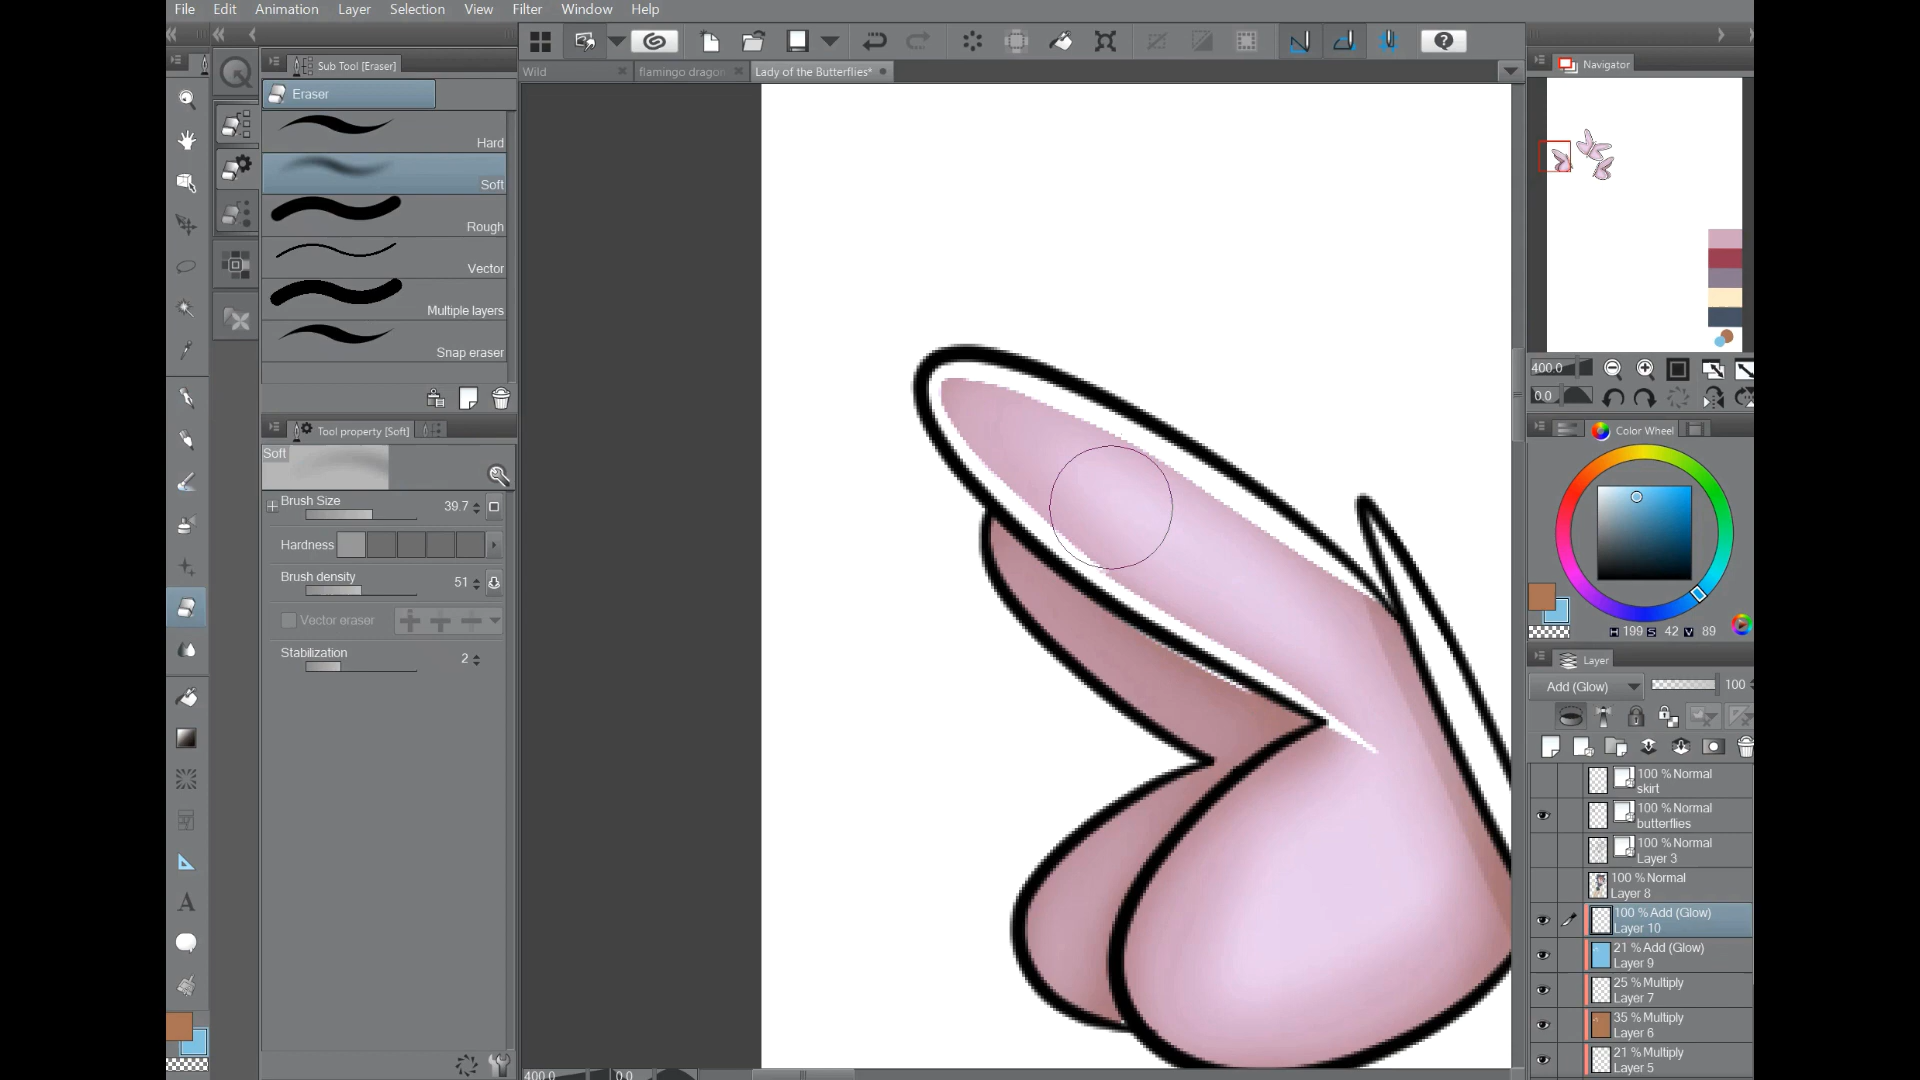 File Edit Animation Layer Selection View Filter Window Help
Sub Tool [Eraser]
Eraser
Hard
Soft
Rough
Vector
Multiple layers
Snap eraser
Tool property [Soft]
Soft
Brush Size 39.7
Hardness
Brush density 51
Vector eraser
Stabilization 2
Wild flamingo dragon Lady of the Butterflies*
400.0 0.0
Navigator
400.0
0.0
Color Wheel
H 199 S 42 V 89
Layer
Add (Glow) 100
100 % Normal
skirt
100 % Normal
butterflies
100 % Normal
Layer 3
100 % Normal
Layer 8
100 % Add (Glow)
Layer 10
21 % Add (Glow)
Layer 9
25 % Multiply
Layer 7
35 % Multiply
Layer 6
21 % Multiply
Layer 5